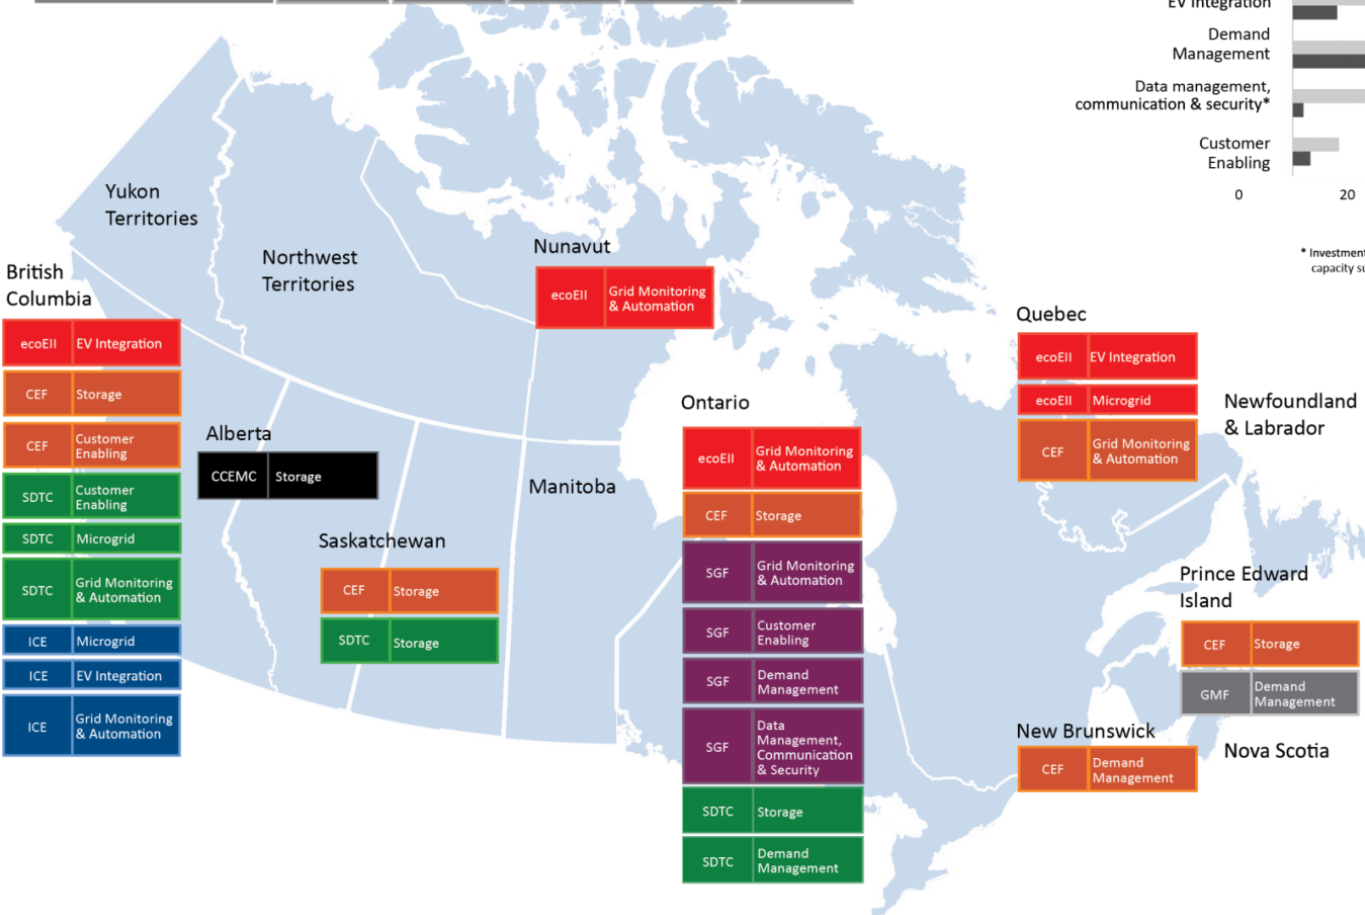 EV Integration
Demand
Management
Data management,
communication & security*
Customer
Enabling
0
20
* Investment
Yukon
Territories
Northwest
Territories
Nunavut
ecoEII
Grid Monitoring
& Automation
British
Columbia
ecoEII
EV Integration
CEF
Storage
CEF
Customer
Enabling
SDTC
Customer
Enabling
SDTC
Microgrid
SDTC
Grid Monitoring
& Automation
ICE
Microgrid
ICE
EV Integration
ICE
Grid Monitoring
& Automation
Alberta
CCEMC
Storage
Saskatchewan
CEF
Storage
SDTC
Storage
Manitoba
Ontario
ecoEII
Grid Monitoring
& Automation
CEF
Storage
SGF
Grid Monitoring
& Automation
SGF
Customer
Enabling
SGF
Demand
Management
SGF
Data
Management,
Communication
& Security
SDTC
Storage
SDTC
Demand
Management
Quebec
ecoEII
EV Integration
ecoEII
Microgrid
CEF
Grid Monitoring
& Automation
Newfoundland
& Labrador
Prince Edward
Island
CEF
Storage
GMF
Demand
Management
New Brunswick
CEF
Demand
Management
Nova Scotia
capacity